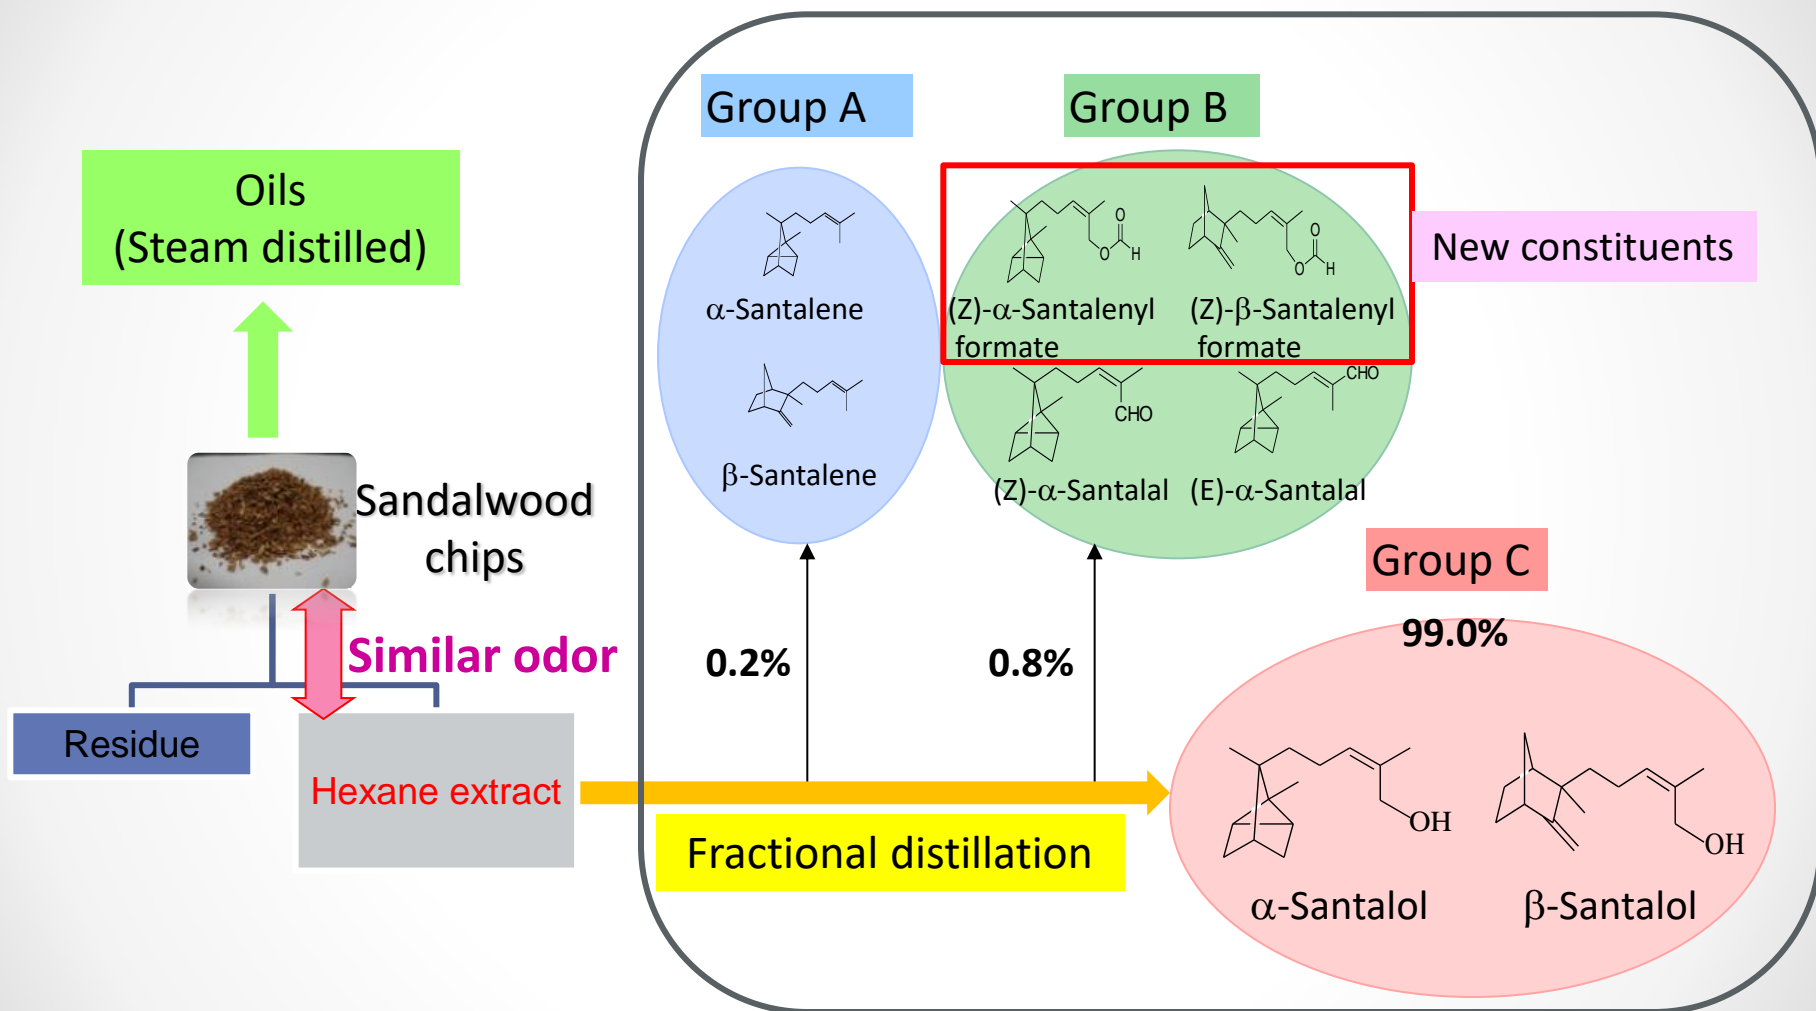 Group A
Group B
Oils
(Steam distilled)
O
O
H
O
O
H
New constituents
α-Santalene
(Z)-α-Santalenyl
formate
(Z)-β-Santalenyl
formate
CHO
CHO
β-Santalene
(Z)-α-Santalal
(E)-α-Santalal
Sandalwood
chips
Group C
99.0%
Similar odor
0.2%
0.8%
Residue
Hexane extract
OH
OH
Fractional distillation
α-Santalol
β-Santalol